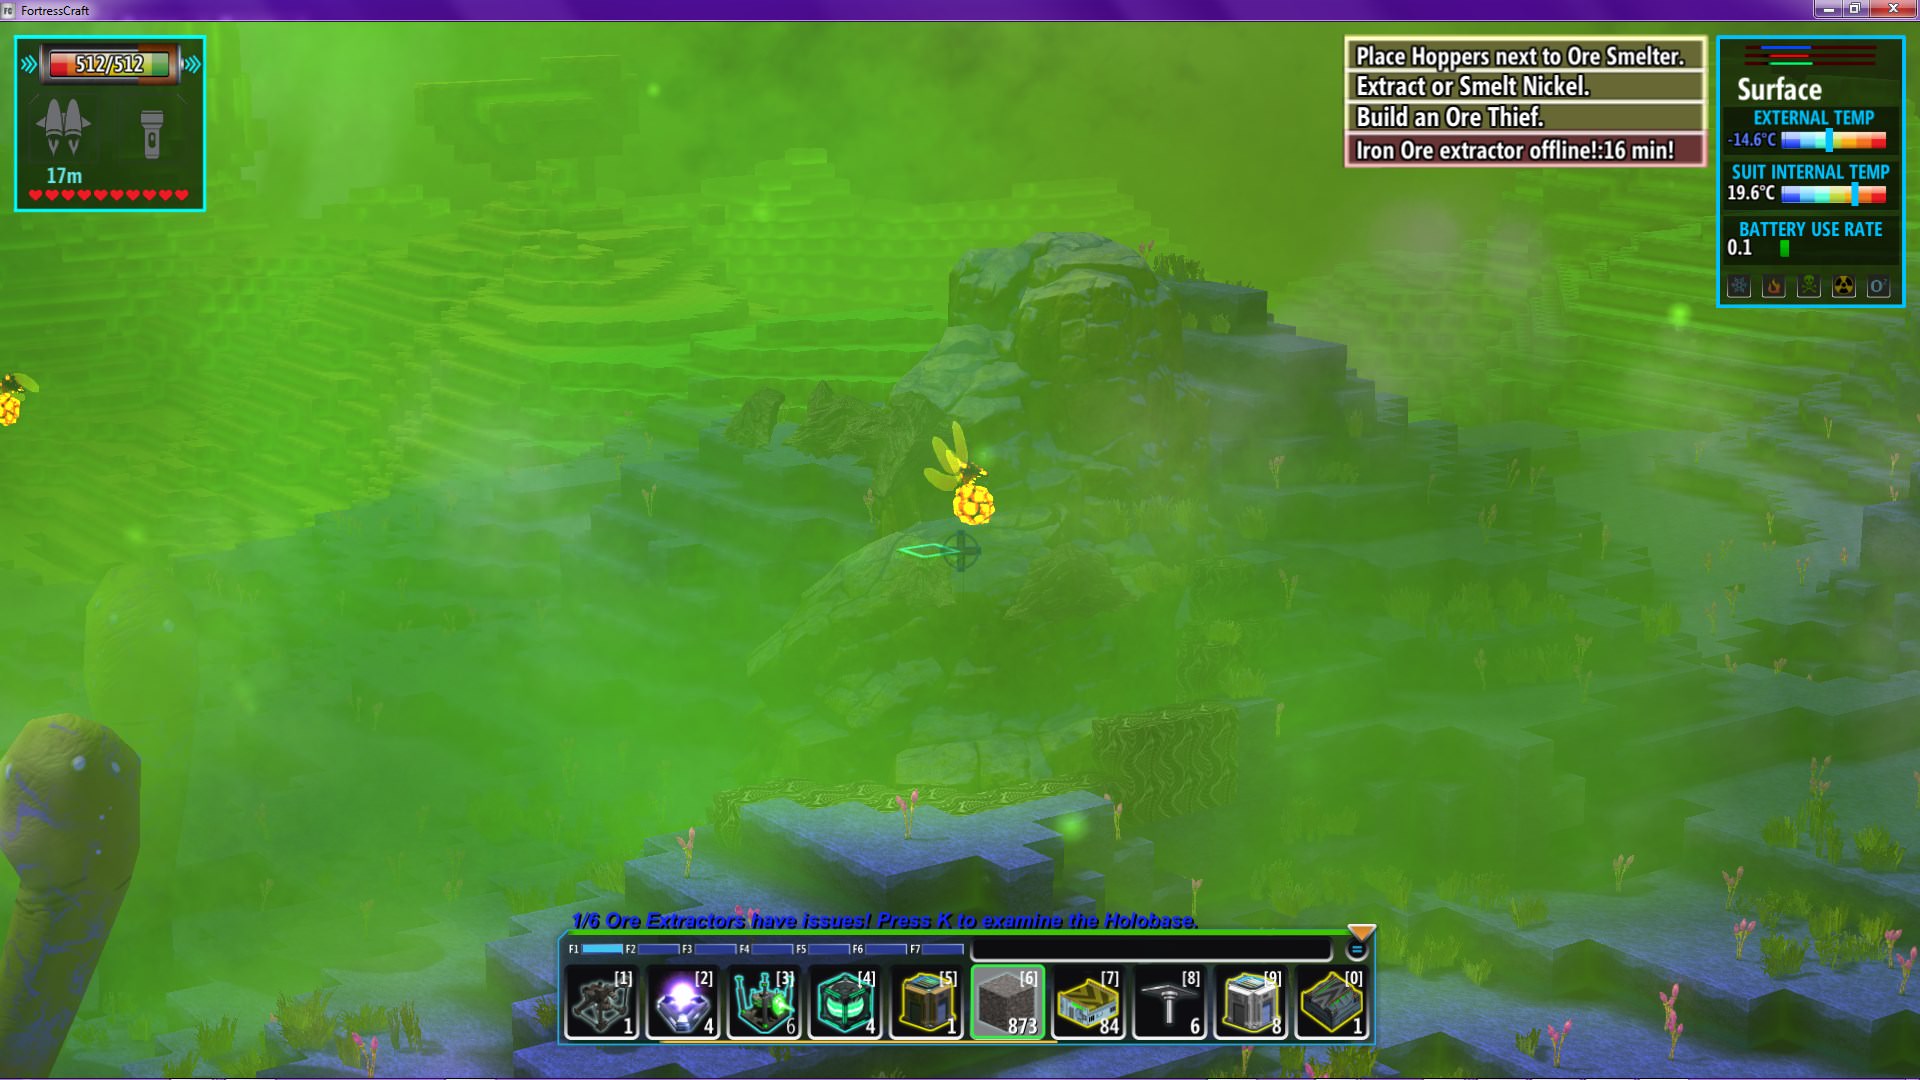 FC FortressCraft
512/512
17m
Place Hoppers next to Ore Smelter.
Extract or Smelt Nickel.
Build an Ore Thief.
Iron Ore extractor offline!:16 min!
Surface
EXTERNAL TEMP
-14.6°C
SUIT INTERNAL TEMP
19.6°C
BATTERY USE RATE
0.1
O²
1/6 Ore Extractors have issues! Press K to examine the Holobase.
F1 F2 F3 F4 F5 F6 F7
[1] [2] [3] [4] [5] [6] [7] [8] [9] [0]
1 4 6 4 1 873 84 6 8 1